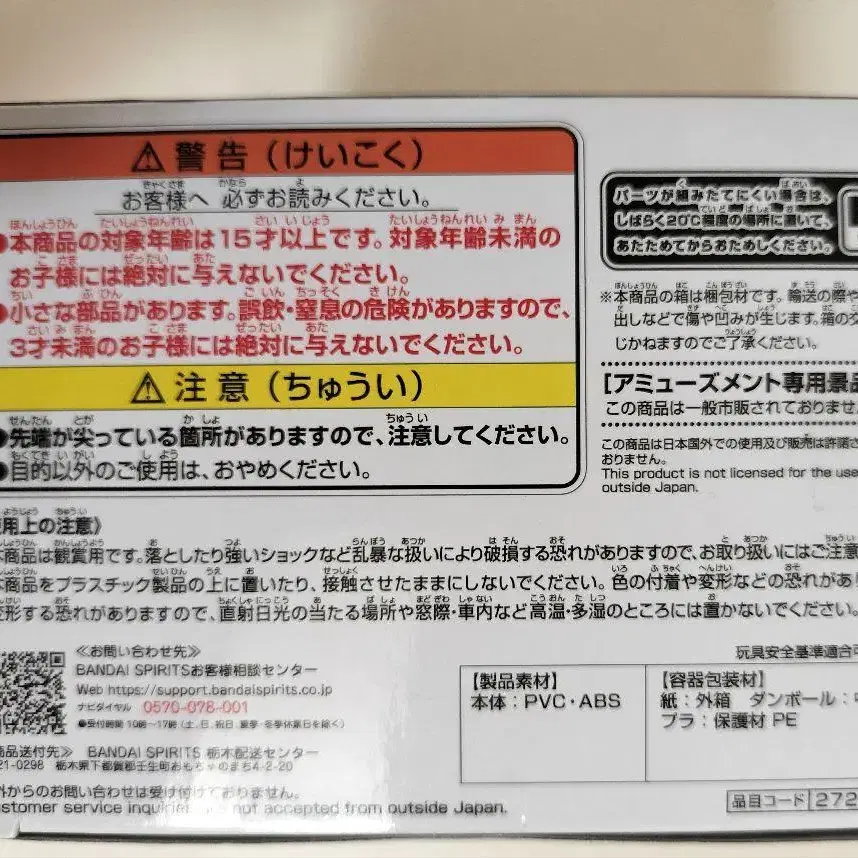 ⚠ 警告（けいこく）
お客様へ 必ずお読みください。
●本商品の対象年齢は15才以上です。対象年齢未満の
お子様には絶対に与えないでください。
●小さな部品があります。誤飲・窒息の危険がありますので、
3才未満のお子様には絶対に与えないでください。
⚠ 注意（ちゅうい）
●先端が尖っている箇所がありますので、注意してください。
●目的以外のご使用は、おやめください。
パーツが組みたてにくい場合は、
しばらく20℃程度の場所に置いて、
あたためてからおためしください。
※本商品の箱は梱包材です。輸送の際や
出しなどで傷や凹みが生じます。箱の交
じかねますのでご了承ください。
【アミューズメント専用景品
この商品は一般市販されておりませ
この商品は日本国外での使用及び販売は許諾さ
おりません。
This product is not licensed for the use
outside Japan.
使用上の注意》
本商品は観賞用です。落としたり強いショックなど乱暴な扱いにより破損する恐れがありますので、お取り扱いにはご注意
本商品をプラスチック製品の上に置いたり、接触させたままにしないでください。色の付着や変形などの恐れがあり
変形する恐れがありますので、直射日光の当たる場所や窓際・車内など高温・多湿のところには置かないでください。
玩具安全基準適合
≪お問い合わせ先≫
BANDAI SPIRITSお客様相談センター
Web https://support.bandaispirits.co.jp
ナビダイヤル 0570-078-001
●受付時間 10時～17時（土、日、祝日、夏季・冬季休業日を除く）
商品送付先≫ BANDAI SPIRITS 栃木配送センター
21-0298 栃木県下都賀郡壬生町おもちゃのまち4-2-20
外からのお問い合わせは受け付けておりません。
ustomer service inquiries are not accepted from outside Japan.
【製品素材】
本体：PVC・ABS
【容器包装材】
紙：外箱 ダンボール：
プラ：保護材 PE
品目コード 272